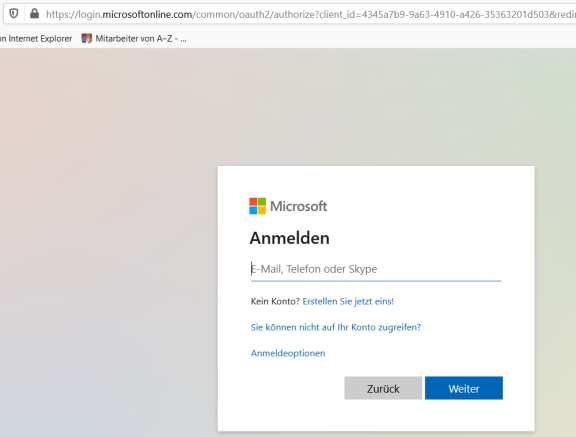 https://login.microsoftonline.com/common/oauth2/authorize?client_id=4345a7b9-9a63-4910-a426-35363201d503&redir
on Internet Explorer Mitarbeiter von A–Z - ...
Microsoft
Anmelden
E-Mail, Telefon oder Skype
Kein Konto? Erstellen Sie jetzt eins!
Sie können nicht auf Ihr Konto zugreifen?
Anmeldeoptionen
Zurück Weiter